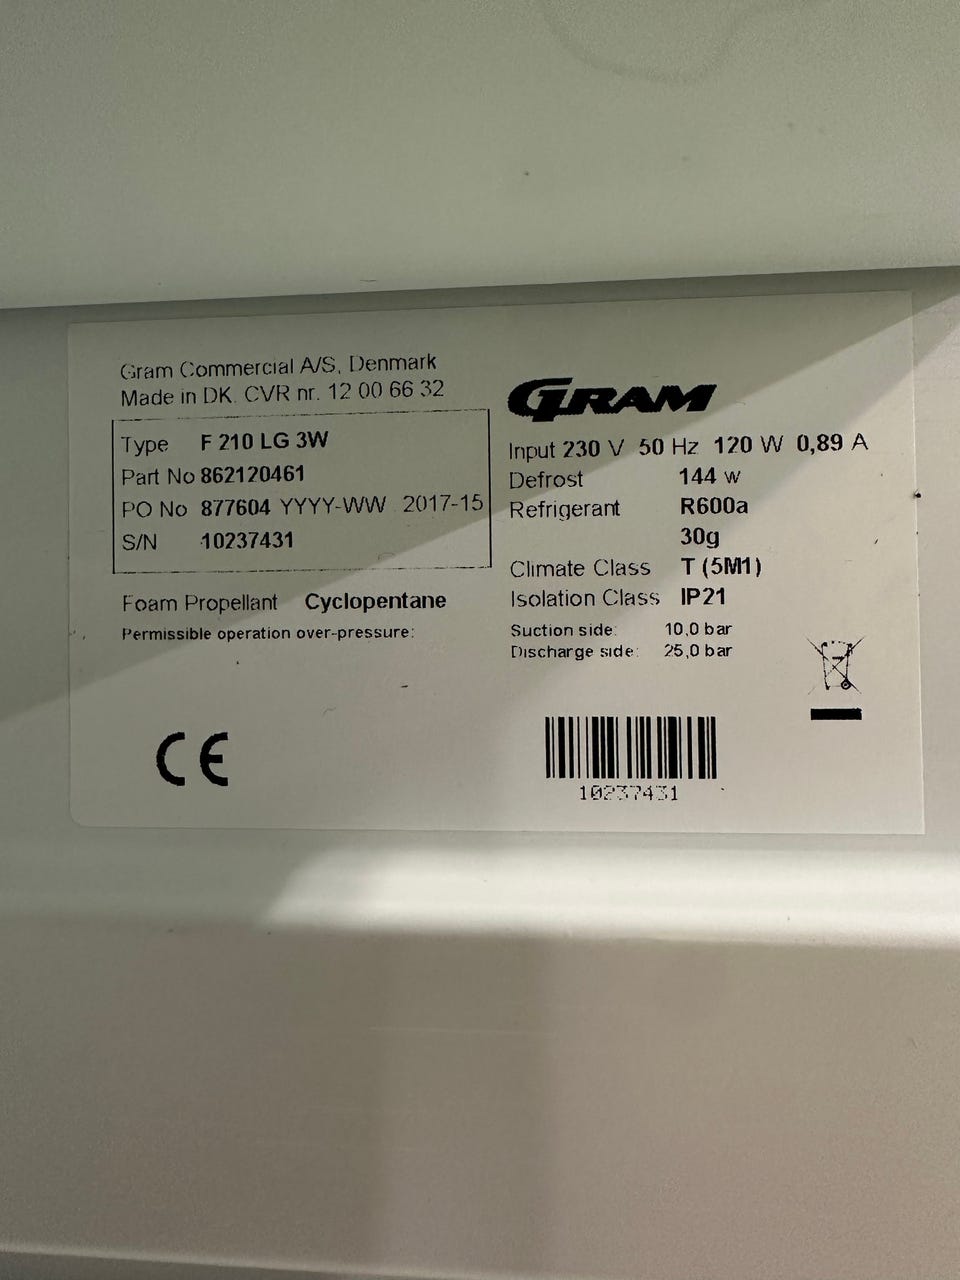 Gram Commercial A/S, Denmark
Made in DK. CVR nr. 12 00 66 32
Type F 210 LG 3W
Part No 862120461
PO No 877604 YYYY-WW 2017-15
S/N 10237431
Foam Propellant Cyclopentane
Permissible operation over-pressure:
GRAM
Input 230 V 50 Hz 120 W 0,89 A
Defrost 144 w
Refrigerant R600a
30g
Climate Class T (5M1)
Isolation Class IP21
Suction side: 10,0 bar
Discharge side: 25,0 bar
CE
10237431